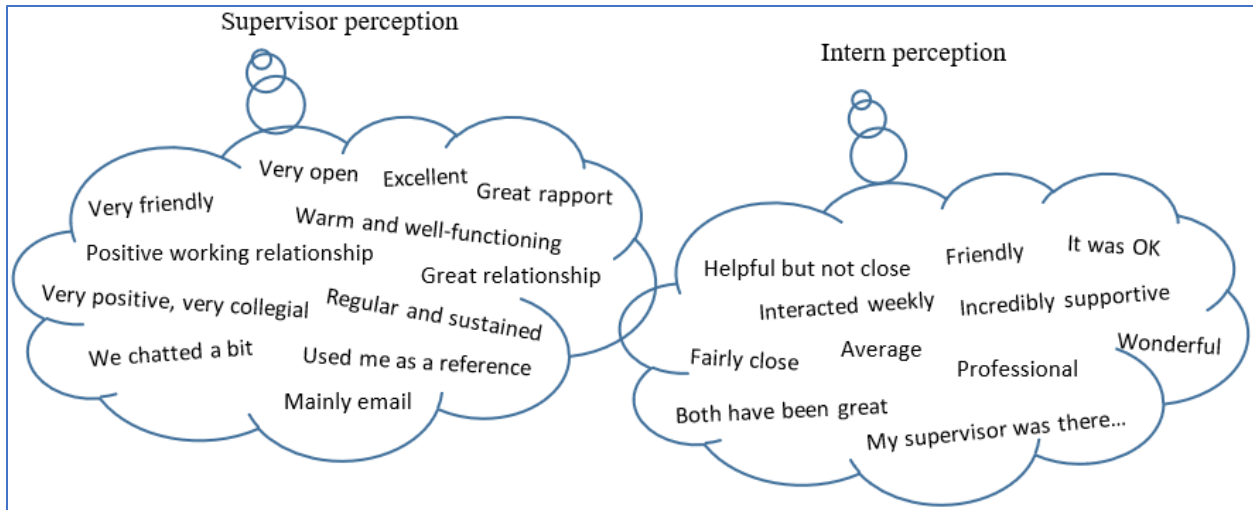 Supervisor perception
Very open
Excellent
Great rapport
Very friendly
Warm and well-functioning
Positive working relationship
Great relationship
Very positive, very collegial
Regular and sustained
We chatted a bit
Used me as a reference
Mainly email
Intern perception
Helpful but not close
Friendly
It was OK
Interacted weekly
Incredibly supportive
Fairly close
Average
Wonderful
Professional
Both have been great
My supervisor was there…